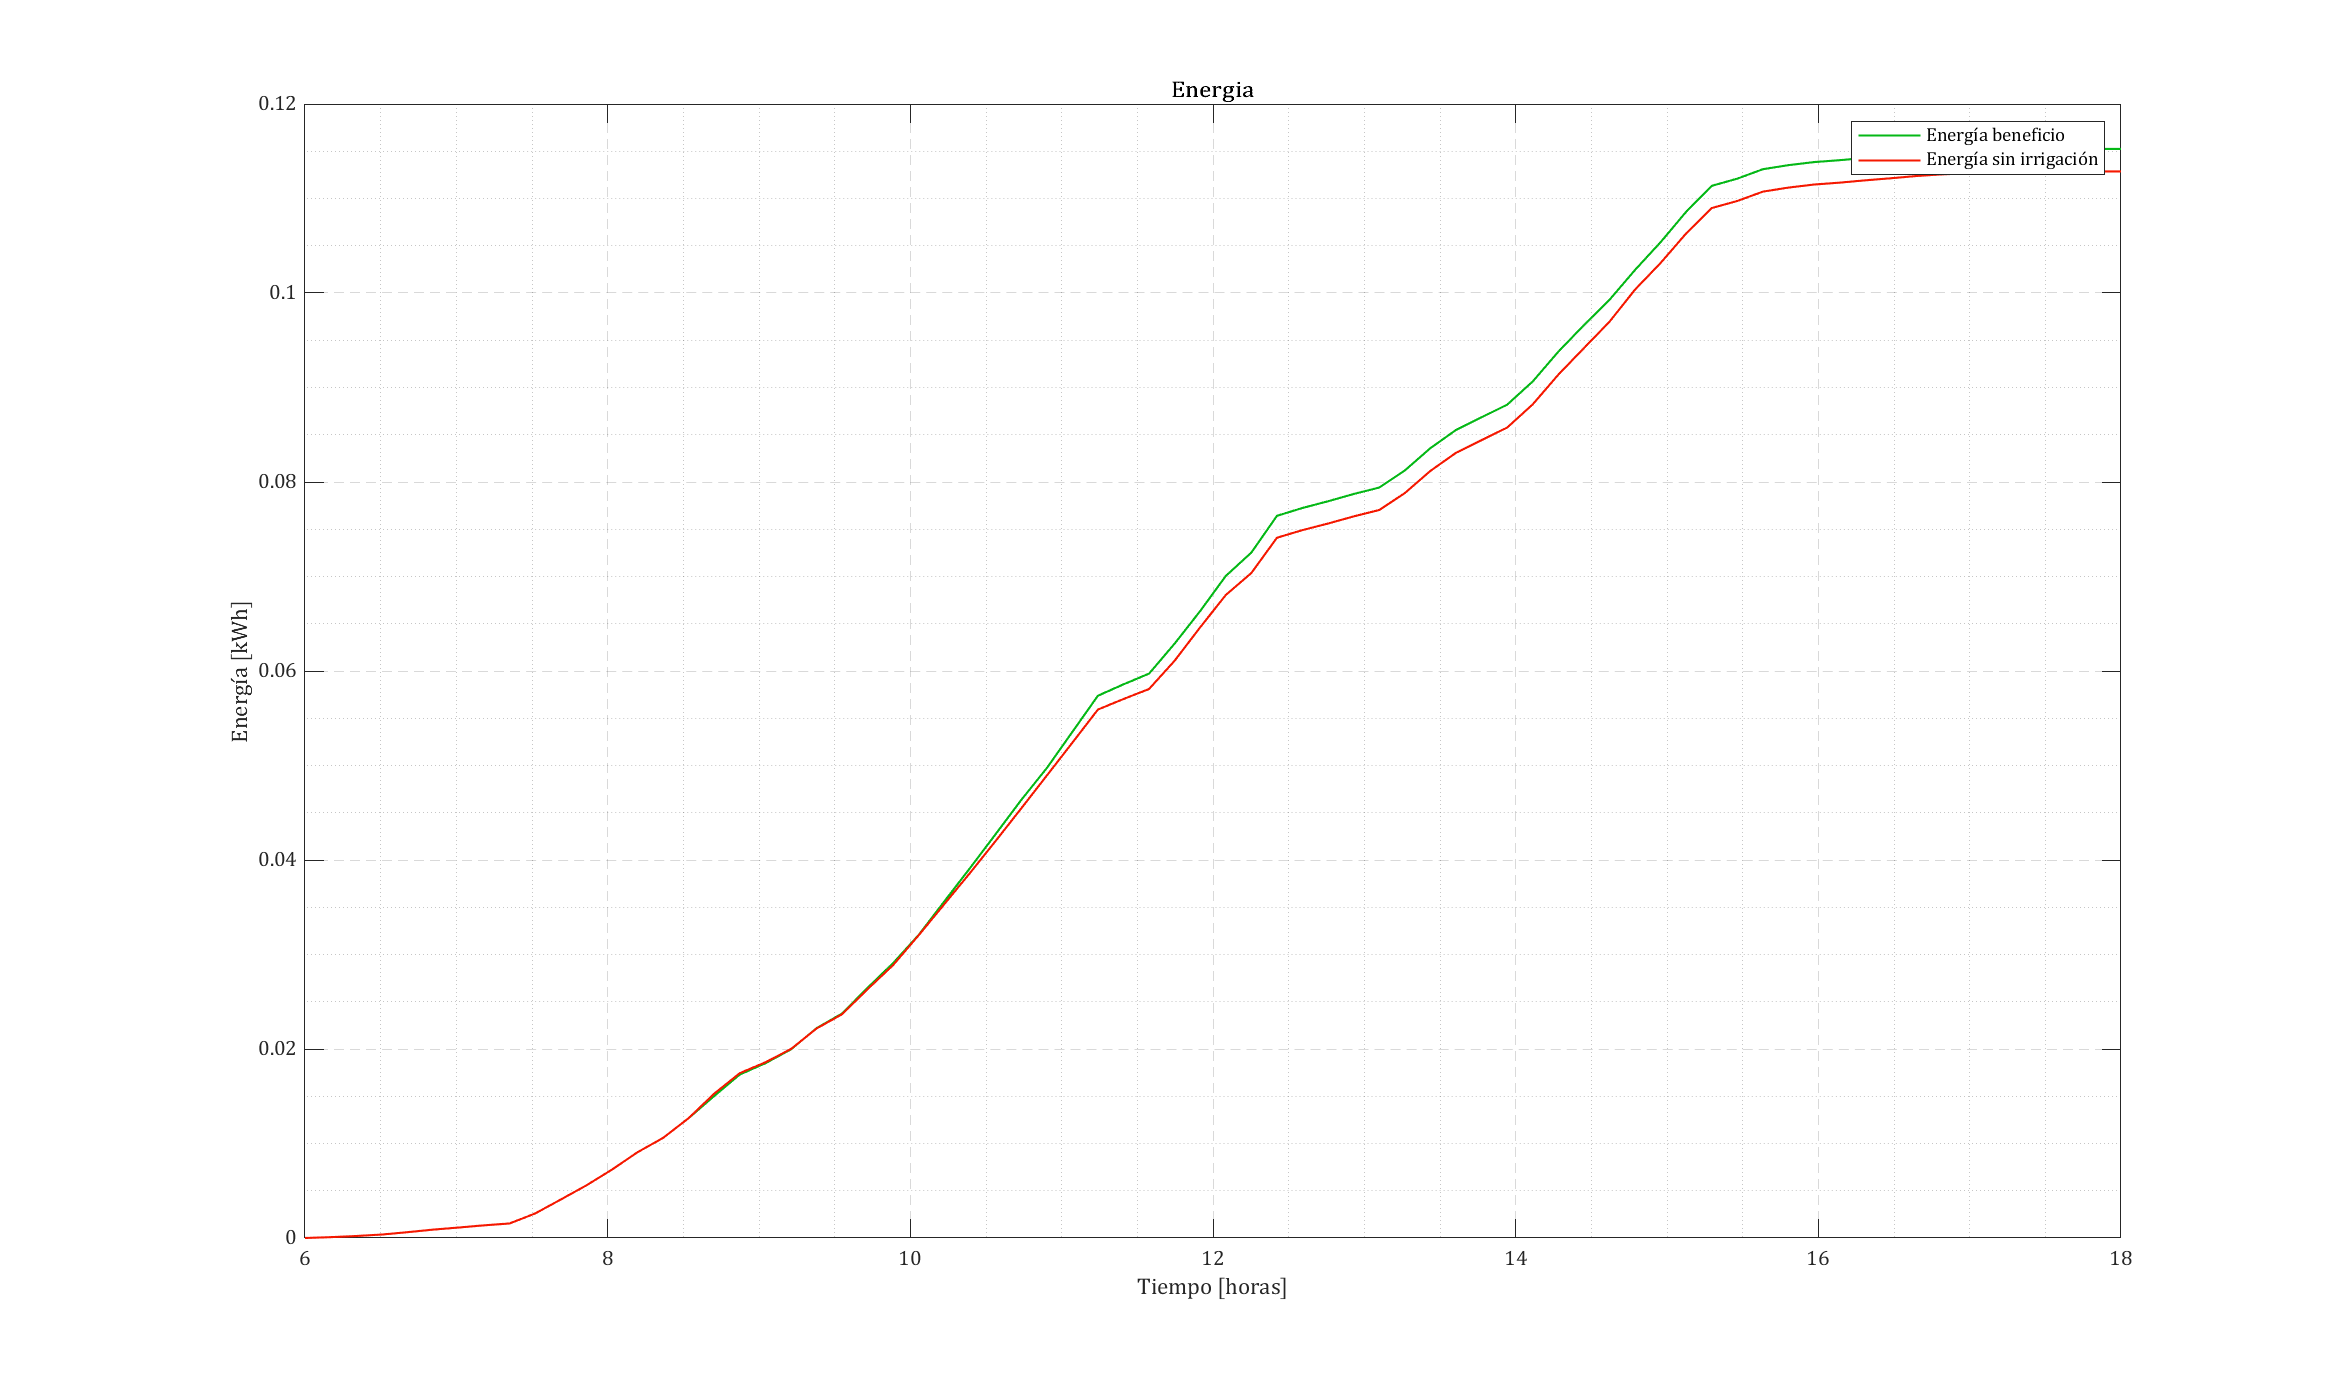 Energia
0.12
Energía beneficio
Energía sin irrigación
0.1
0.08
0.06
0.04
0.02
0
Energía [kWh]
6
8
10
12
14
16
18
Tiempo [horas]